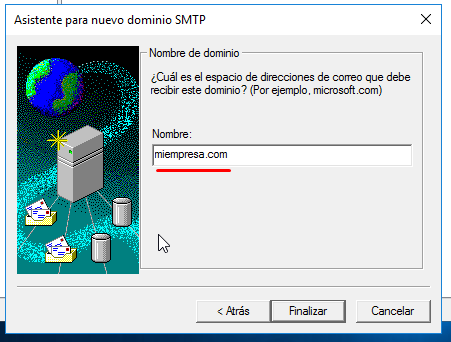 Asistente para nuevo dominio SMTP
Nombre de dominio
¿Cuál es el espacio de direcciones de correo que debe
recibir este dominio? (Por ejemplo, microsoft.com)
Nombre:
miempresa.com
< Atrás
Finalizar
Cancelar